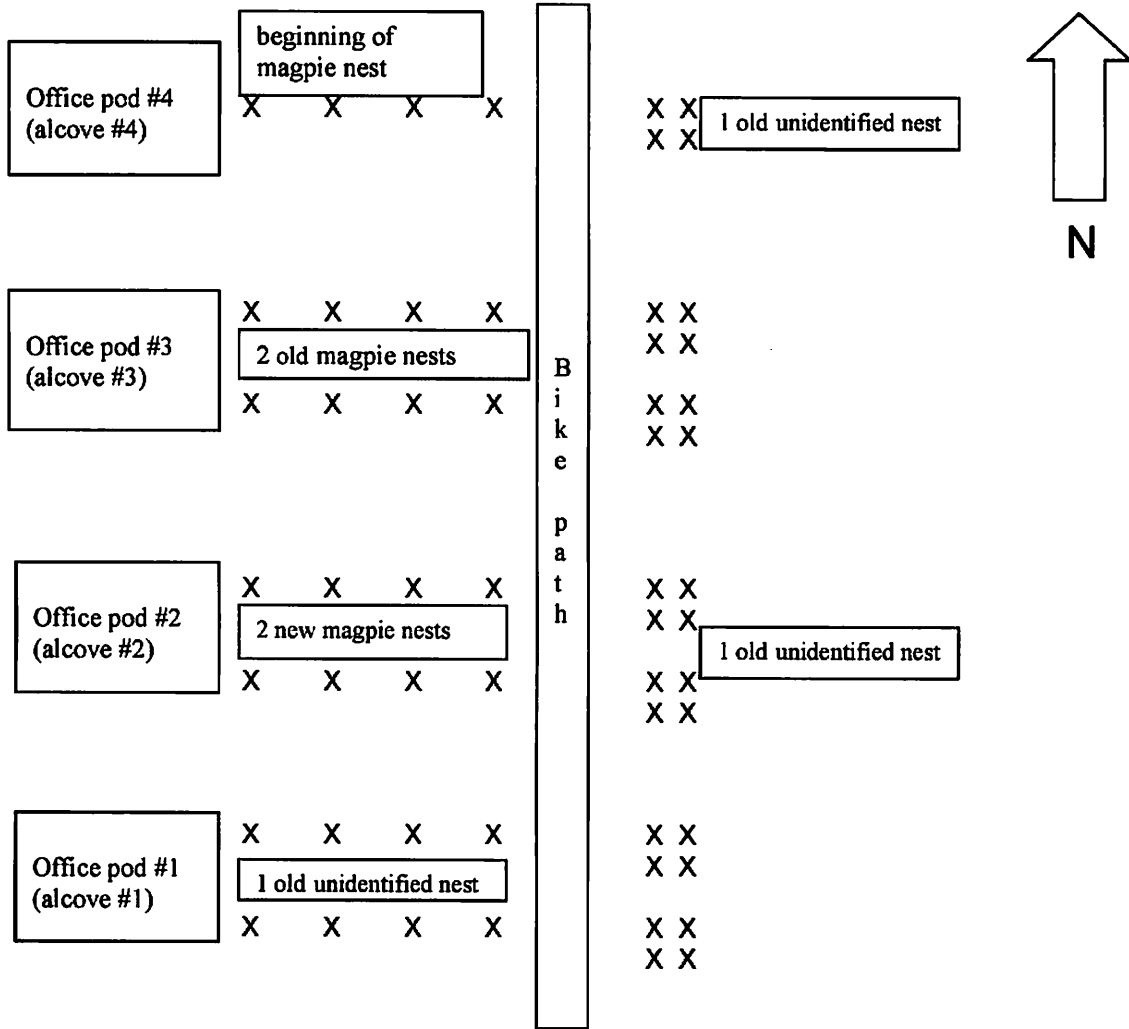 beginning of
magpie nest
Office pod #4
(alcove #4)
X X X X
X X
X X
1 old unidentified nest
N
X X X X
X X
X X
Office pod #3
(alcove #3)
2 old magpie nests
X X X X
X X
X X
Bike path
X X X X
X X
X X
Office pod #2
(alcove #2)
2 new magpie nests
1 old unidentified nest
X X X X
X X
X X
X X X X
X X
X X
Office pod #1
(alcove #1)
1 old unidentified nest
X X X X
X X
X X